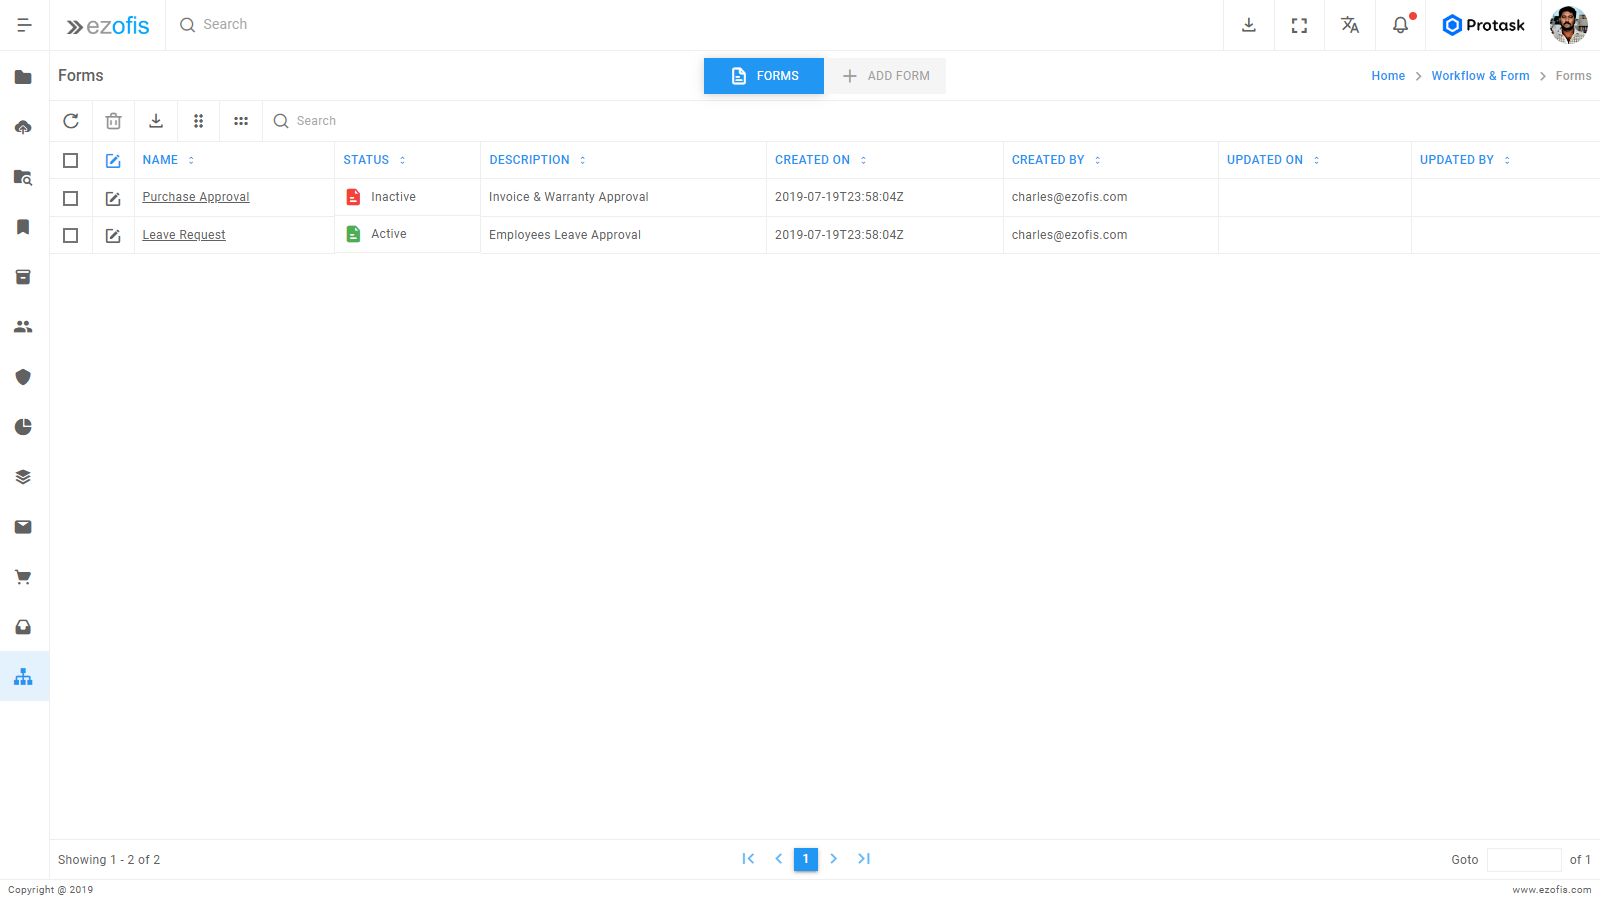 ezofis Search Protask
Forms FORMS ADD FORM Home Workflow & Form Forms
Search
NAME STATUS DESCRIPTION CREATED ON CREATED BY UPDATED ON UPDATED BY
Purchase Approval Inactive Invoice & Warranty Approval 2019-07-19T23:58:04Z charles@ezofis.com
Leave Request Active Employees Leave Approval 2019-07-19T23:58:04Z charles@ezofis.com
Showing 1 - 2 of 2 1 Goto of 1
Copyright @ 2019 www.ezofis.com